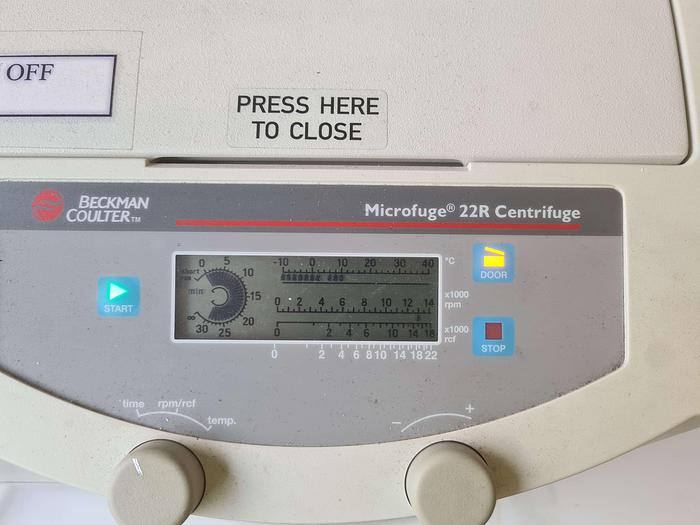 OFF
PRESS HERE
TO CLOSE
BECKMAN
COULTER™
Microfuge® 22R Centrifuge
START
short
min
0 5 10 15 20 25 30 ∞
-10 0 10 20 30 40 °C
0 2 4 6 8 10 12 14 x1000
rpm
0 2 4 6 8 10 14 18 x1000
rcf
0 2 4 6 8 10 14 18 22
DOOR
STOP
time rpm/rcf temp.
- +